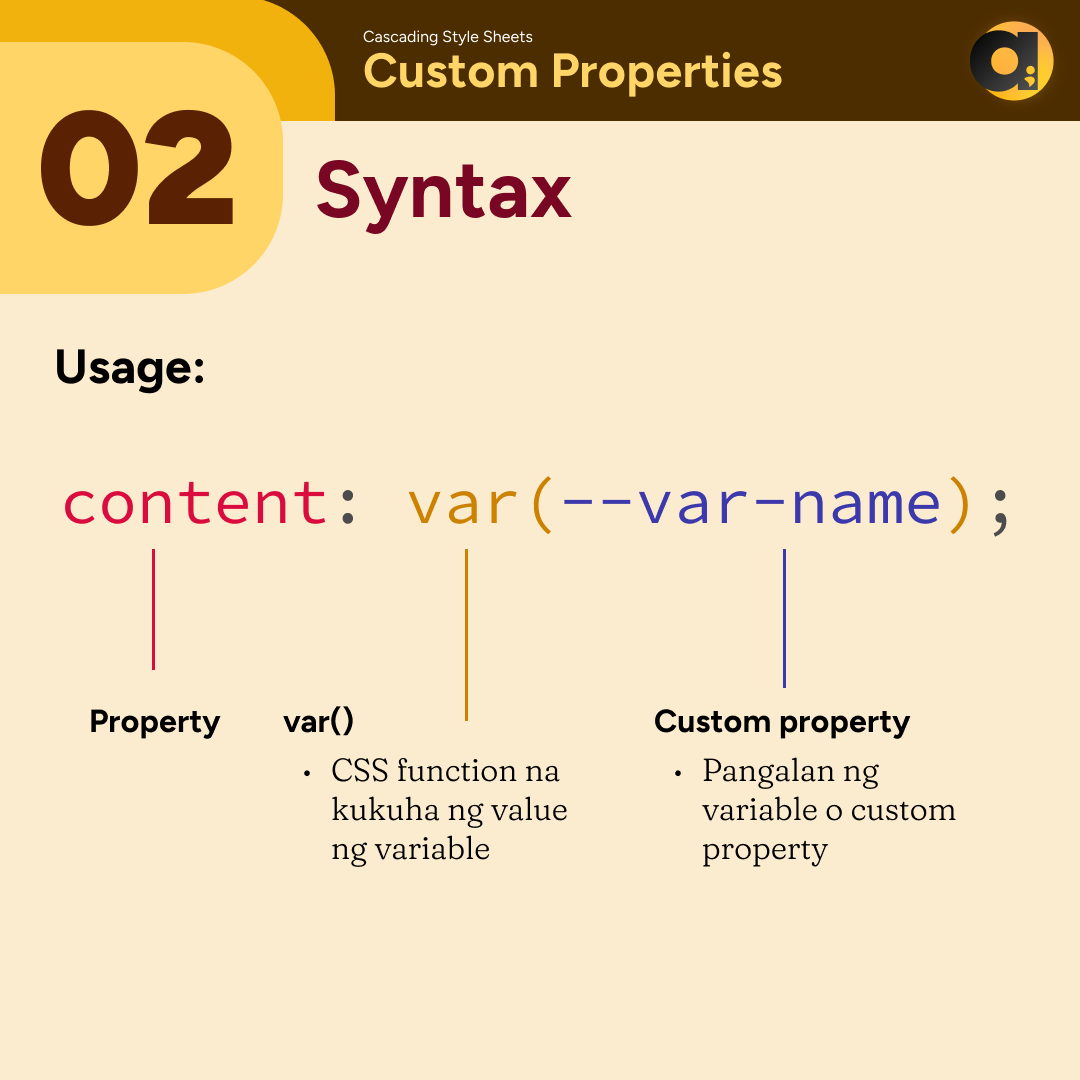 Cascading Style Sheets
Custom Properties
02
Syntax
Usage:
content: var(--var-name);
Property
var()
• CSS function na
kukuha ng value
ng variable
Custom property
• Pangalan ng
variable o custom
property